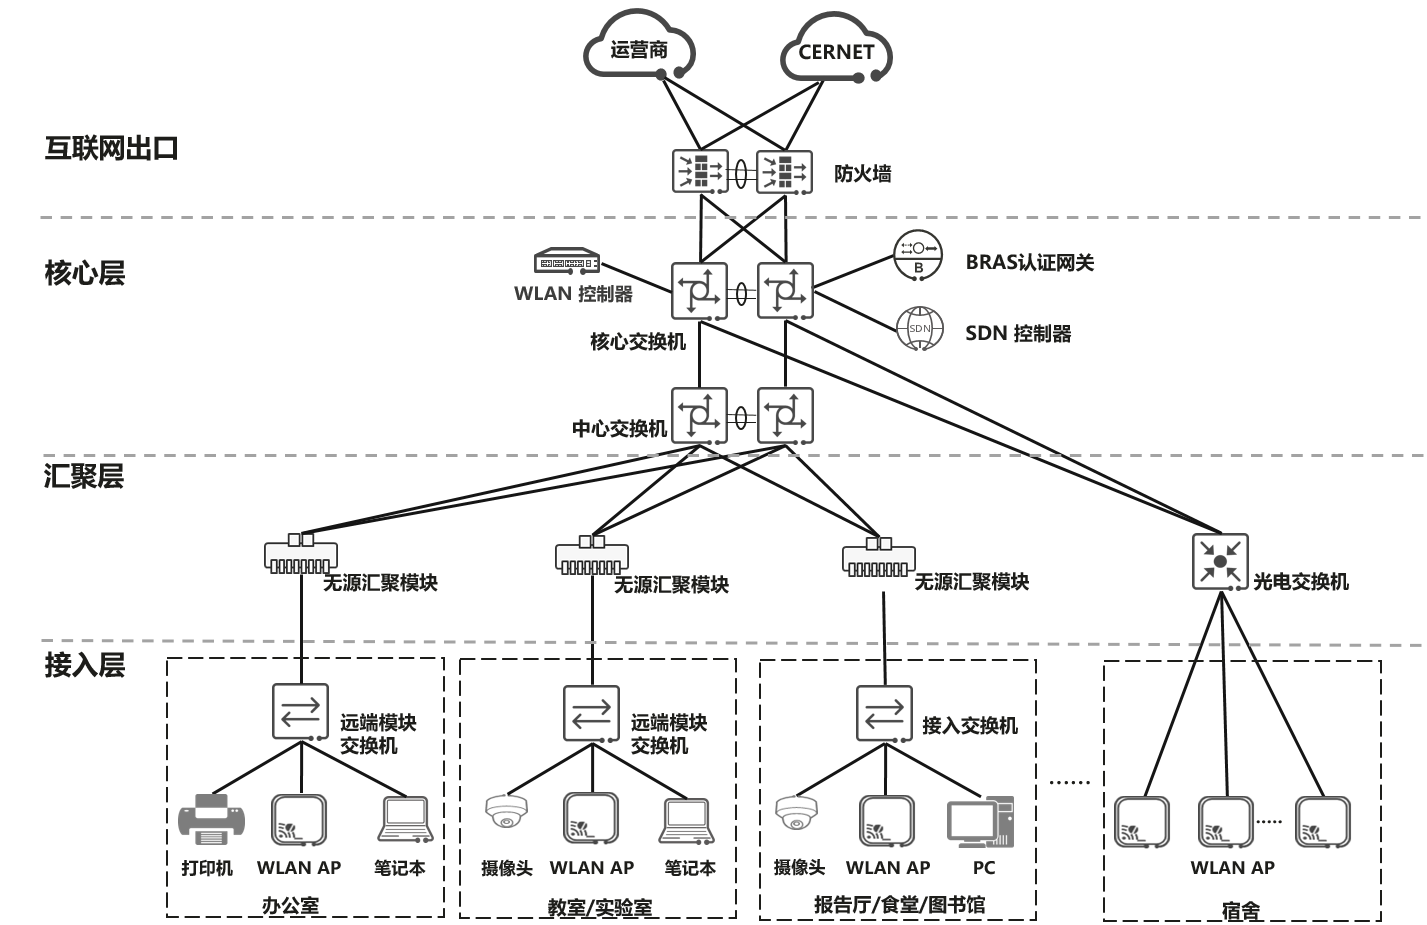 运营商
CERNET
互联网出口
防火墙
核心层
WLAN 控制器
B
BRAS认证网关
SDN
SDN 控制器
核心交换机
中心交换机
汇聚层
无源汇聚模块
无源汇聚模块
无源汇聚模块
光电交换机
接入层
远端模块
交换机
远端模块
交换机
接入交换机
......
......
打印机
WLAN AP
笔记本
摄像头
WLAN AP
笔记本
摄像头
WLAN AP
PC
WLAN AP
办公室
教室/实验室
报告厅/食堂/图书馆
宿舍